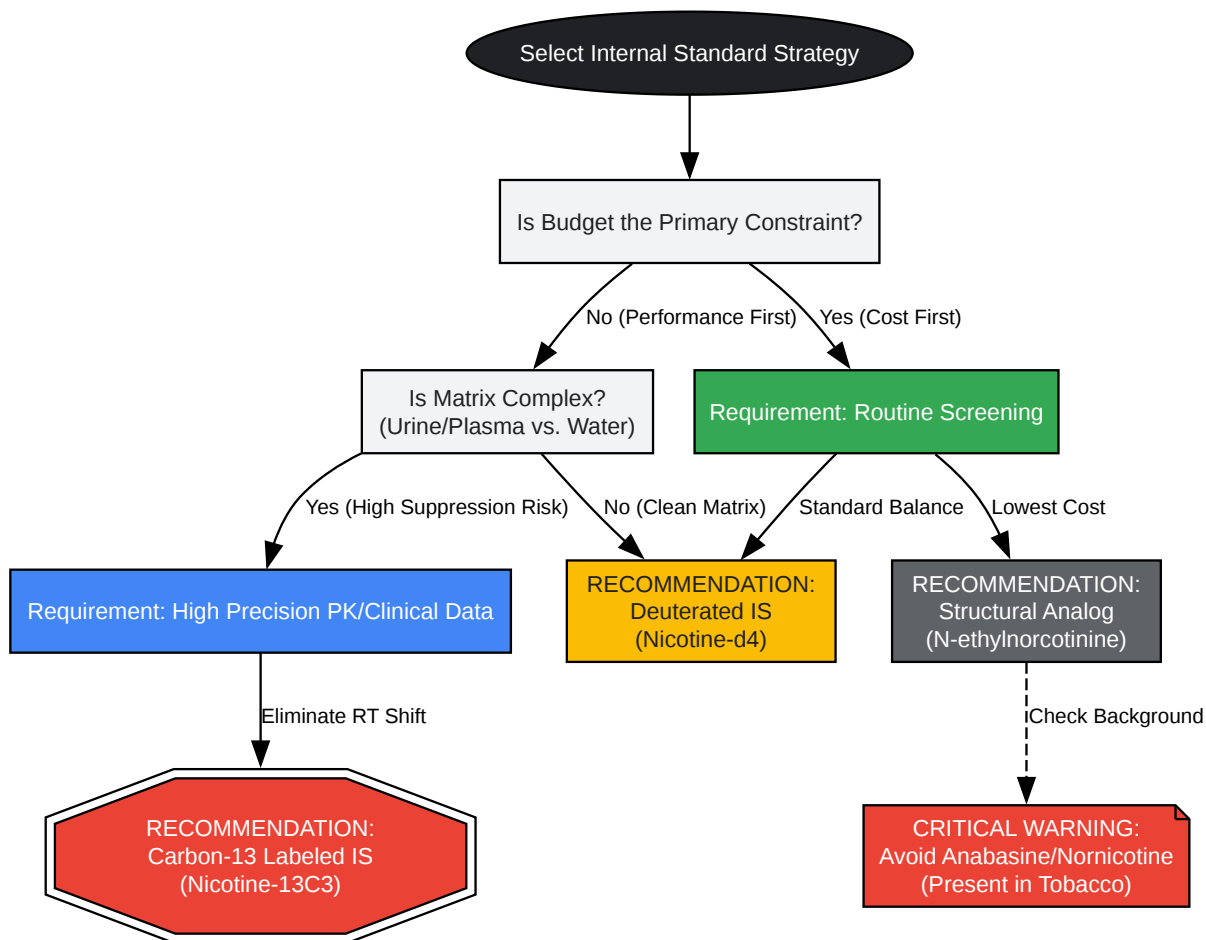 Select Internal Standard Strategy
Is Budget the Primary Constraint?
No (Performance First)
Yes (Cost First)
Is Matrix Complex?
(Urine/Plasma vs. Water)
Requirement: Routine Screening
Yes (High Suppression Risk)
No (Clean Matrix)
Standard Balance
Lowest Cost
Requirement: High Precision PK/Clinical Data
RECOMMENDATION:
Deuterated IS
(Nicotine-d4)
RECOMMENDATION:
Structural Analog
(N-ethylnorcotinine)
Eliminate RT Shift
Check Background
RECOMMENDATION:
Carbon-13 Labeled IS
(Nicotine-13C3)
CRITICAL WARNING:
Avoid Anabasine/Nornicotine
(Present in Tobacco)